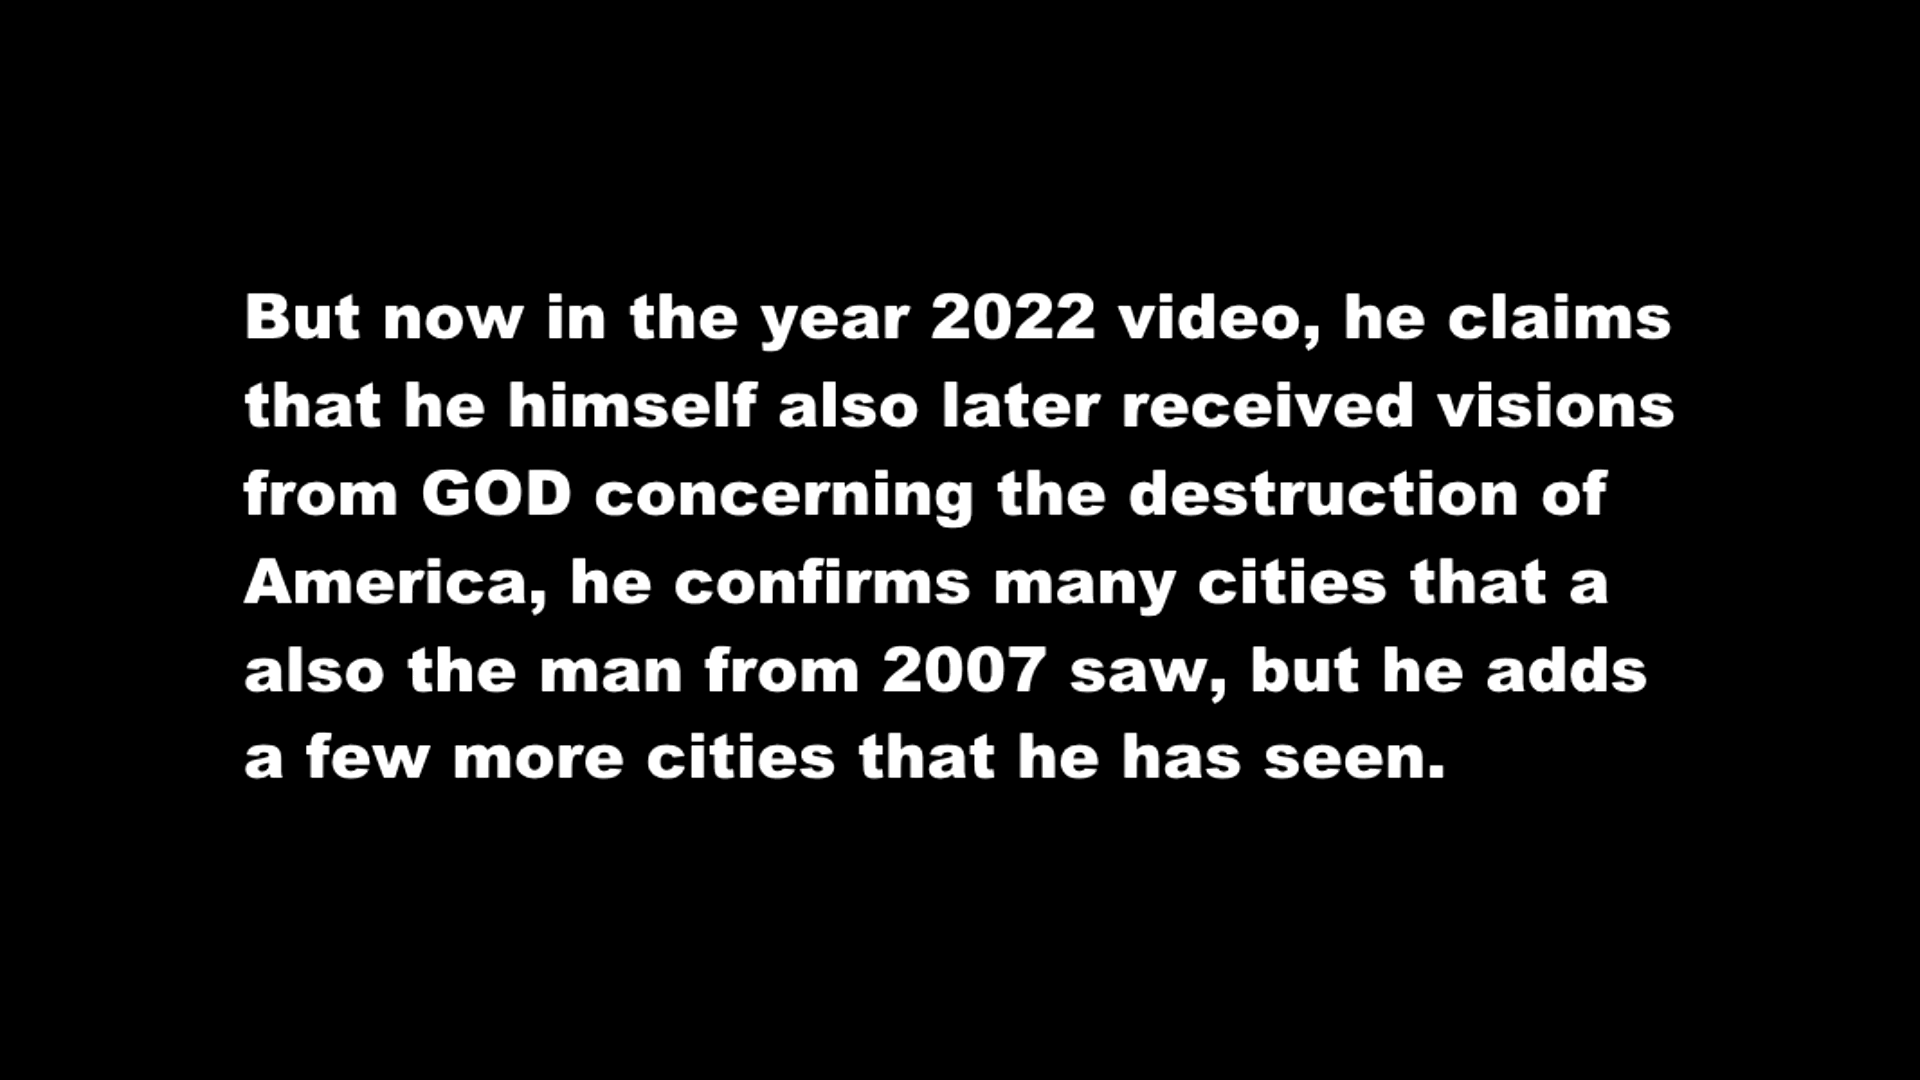 But now in the year 2022 video, he claims
that he himself also later received visions
from GOD concerning the destruction of
America, he confirms many cities that a
also the man from 2007 saw, but he adds
a few more cities that he has seen.